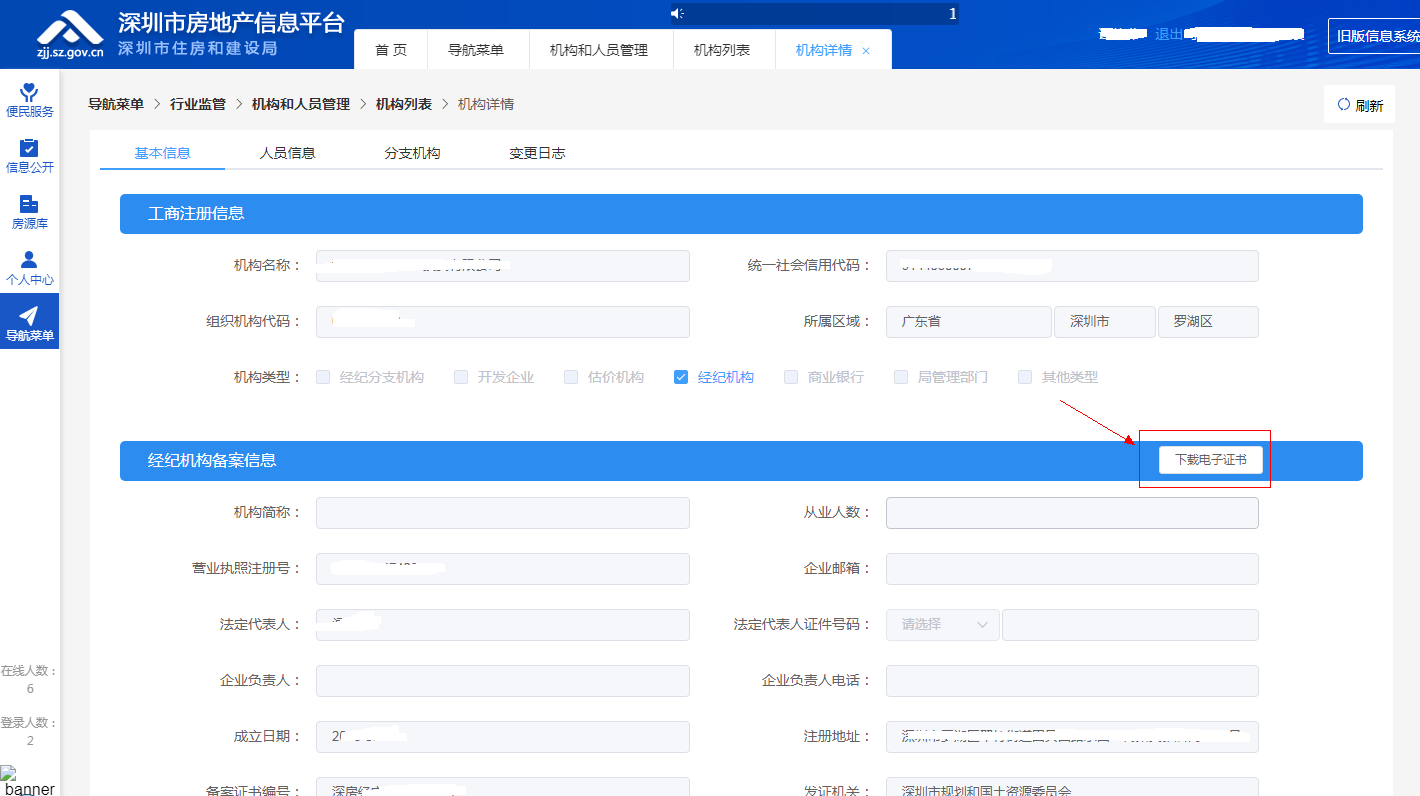 深圳市房地产信息平台
zjj.sz.gov.cn 深圳市住房和建设局
1
首 页 导航菜单 机构和人员管理 机构列表 机构详情 ×
退出
旧版信息系统
便民服务
信息公开
房源库
个人中心
导航菜单
导航菜单 > 行业监管 > 机构和人员管理 > 机构列表 > 机构详情
刷新
基本信息 人员信息 分支机构 变更日志
工商注册信息
机构名称：
统一社会信用代码：
组织机构代码：
所属区域： 广东省 深圳市 罗湖区
机构类型： 经纪分支机构 开发企业 估价机构 经纪机构 商业银行 局管理部门 其他类型
经纪机构备案信息 下载电子证书
机构简称： 从业人数：
营业执照注册号： 企业邮箱：
法定代表人： 法定代表人证件号码： 请选择
企业负责人： 企业负责人电话：
成立日期： 20 注册地址：
备案证书编号： 深房经 发证机关： 深圳市规划和国土资源委员会
在线人数：
6
登录人数：
2
banner